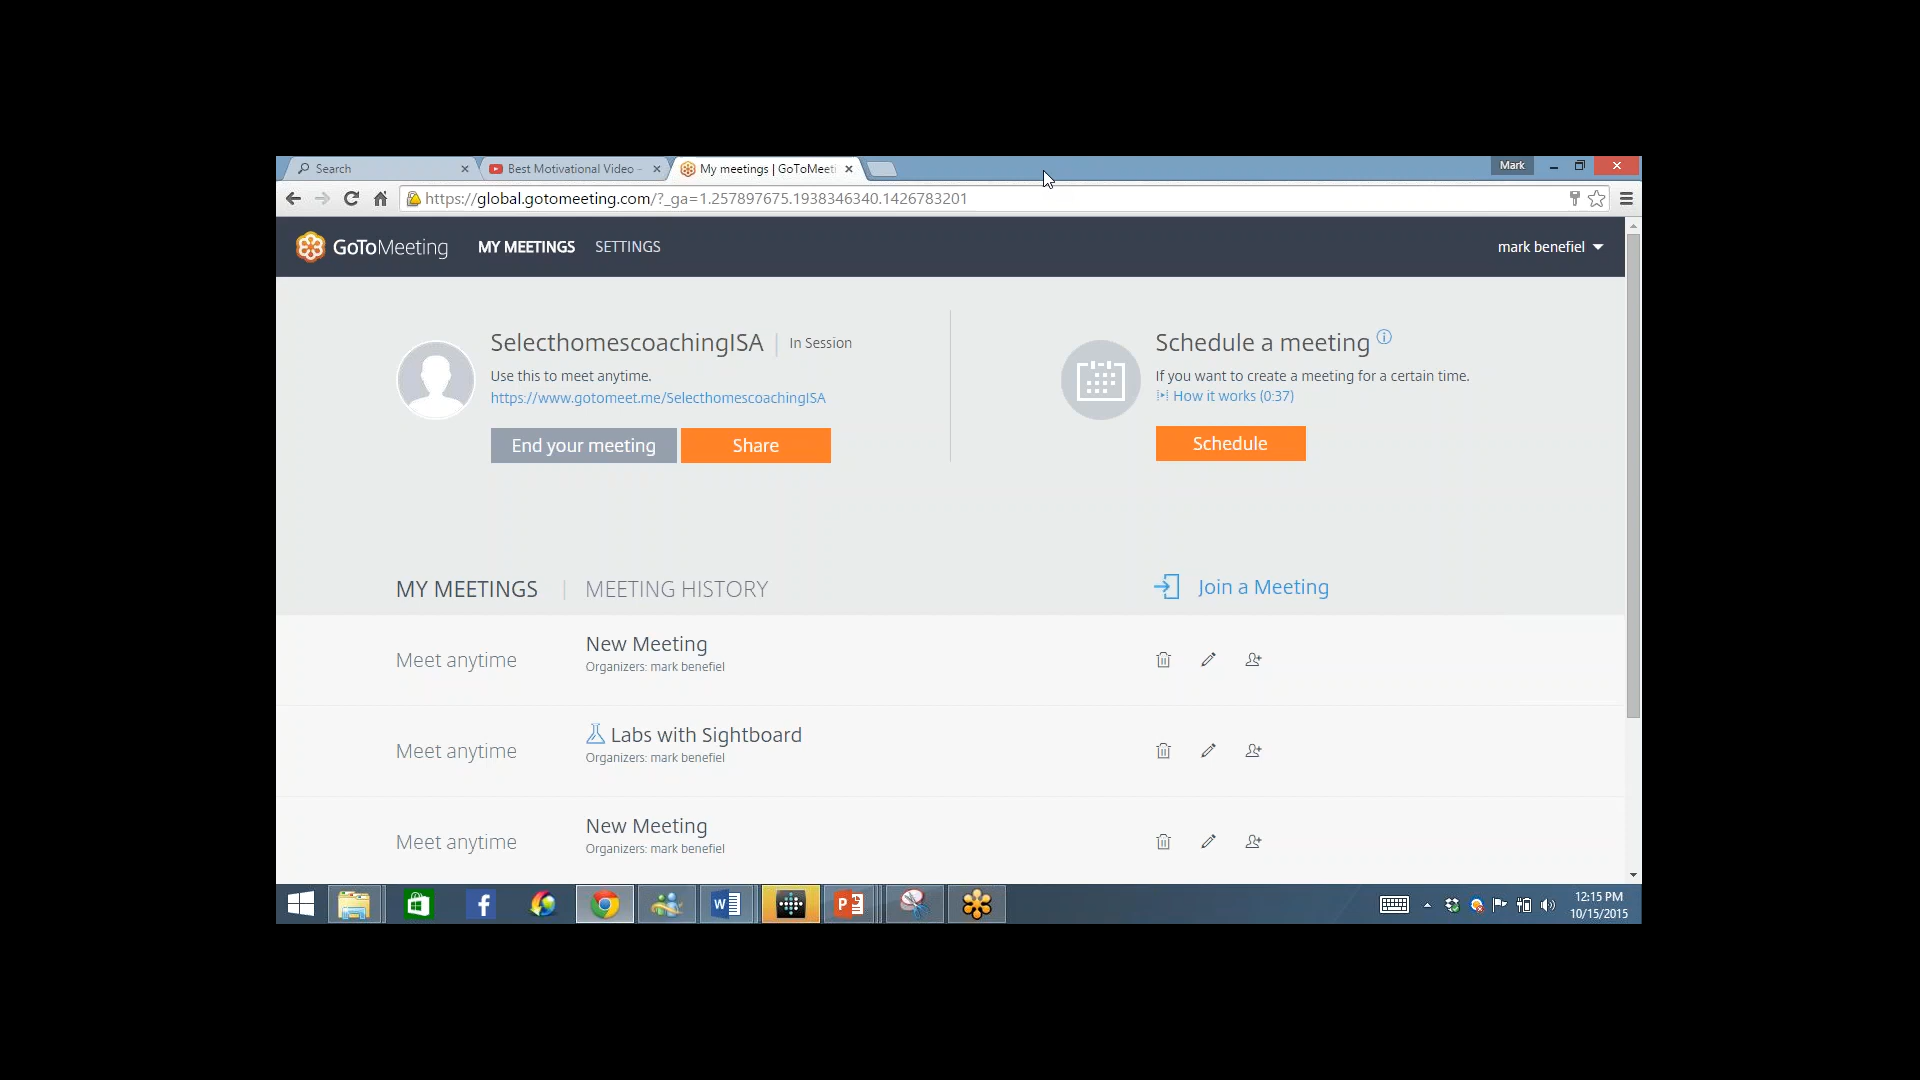 Search
Best Motivational Video -
My meetings | GoToMeeti
Mark
https://global.gotomeeting.com/?_ga=1.257897675.1938346340.1426783201
GoToMeeting
MY MEETINGS
SETTINGS
mark benefiel
SelecthomescoachingISA
In Session
Use this to meet anytime.
https://www.gotomeet.me/SelecthomescoachingISA
End your meeting
Share
Schedule a meeting
If you want to create a meeting for a certain time.
How it works (0:37)
Schedule
MY MEETINGS
MEETING HISTORY
Join a Meeting
Meet anytime
New Meeting
Organizers: mark benefiel
Meet anytime
Labs with Sightboard
Organizers: mark benefiel
Meet anytime
New Meeting
Organizers: mark benefiel
12:15 PM
10/15/2015